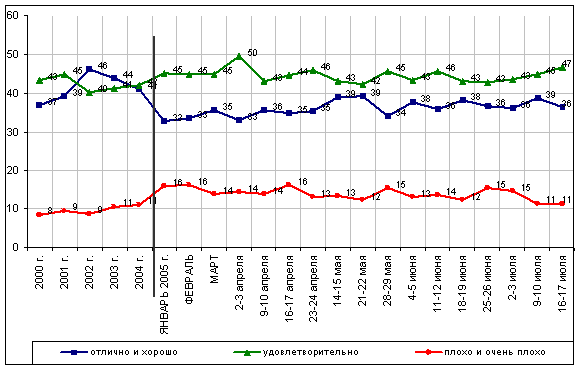 60
50
40
30
20
10
0
43 45 40 41 45 45 45 50 43 44 46 43 42 45 43 46 43 42 43 45 47
37 39 46 44 41 33 33 35 33 36 35 35 39 39 34 38 36 38 36 36 39 36
8 9 9 11 16 16 14 14 14 16 13 13 12 15 13 14 12 15 15 11 11
2000 г.
2001 г.
2002 г.
2003 г.
2004 г.
ЯНВАРЬ 2005 г.
ФЕВРАЛЬ
МАРТ
2-3 апреля
9-10 апреля
16-17 апреля
23-24 апреля
14-15 мая
21-22 мая
28-29 мая
4-5 июня
11-12 июня
18-19 июня
25-26 июня
2-3 июля
9-10 июля
16-17 июля
отлично и хорошо
удовлетворительно
плохо и очень плохо